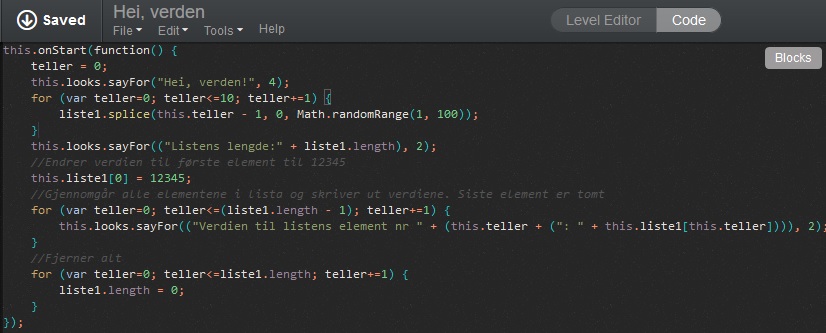 Saved
Hei, verden
File Edit Tools Help
Level Editor Code
Blocks
this.onStart(function() {
teller = 0;
this.looks.sayFor("Hei, verden!", 4);
for (var teller=0; teller<=10; teller+=1) {
liste1.splice(this.teller - 1, 0, Math.randomRange(1, 100));
}
this.looks.sayFor(("Listens lengde:" + liste1.length), 2);
//Endrer verdien til første element til 12345
this.liste1[0] = 12345;
//Gjennomgår alle elementene i lista og skriver ut verdiene. Siste element er tomt
for (var teller=0; teller<=(liste1.length - 1); teller+=1) {
this.looks.sayFor(("Verdien til listens element nr " + (this.teller + (": " + this.liste1[this.teller]))), 2);
}
//Fjerner alt
for (var teller=0; teller<=liste1.length; teller+=1) {
liste1.length = 0;
}
});